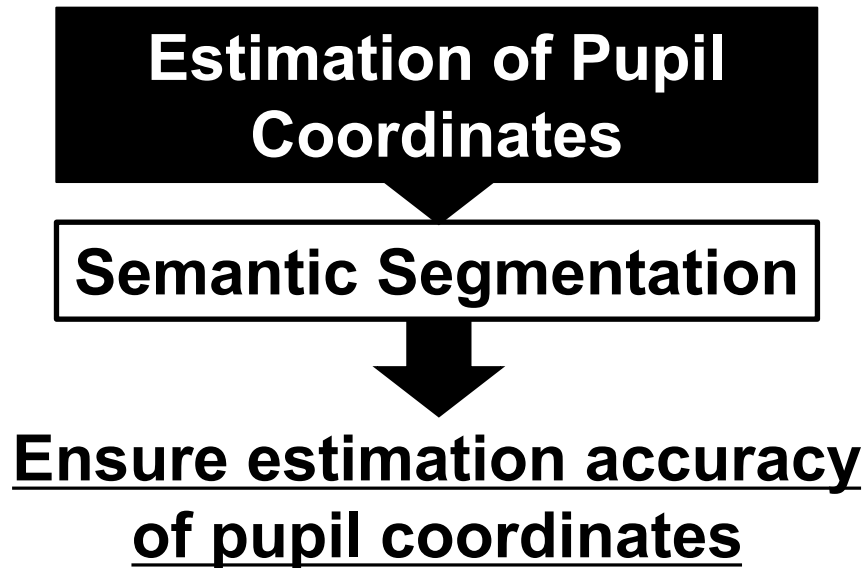 Estimation of Pupil
Coordinates
Semantic Segmentation
Ensure estimation accuracy
of pupil coordinates